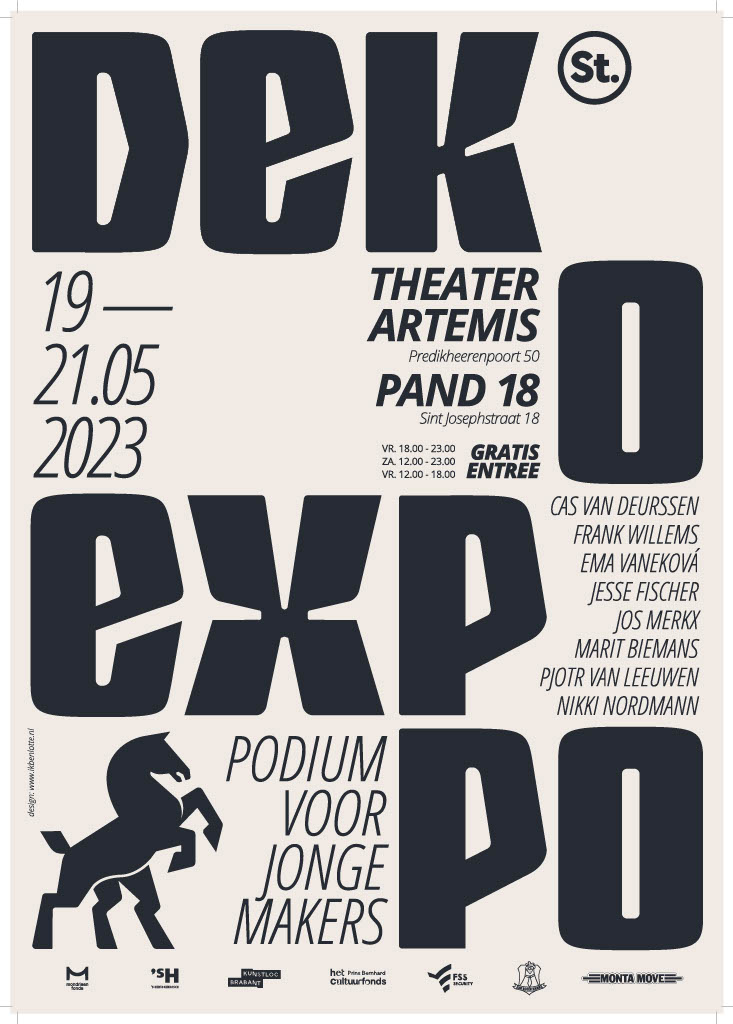 Dek
St.
o
19 —
21.05
2023
THEATER
ARTEMIS
Predikheerenpoort 50
PAND 18
Sint Josephstraat 18
VR. 18.00 - 23.00
ZA. 12.00 - 23.00
VR. 12.00 - 18.00
GRATIS
ENTREE
exp
CAS VAN DEURSSEN
FRANK WILLEMS
EMA VANEKOVÁ
JESSE FISCHER
JOS MERKX
MARIT BIEMANS
PJOTR VAN LEEUWEN
NIKKI NORDMANN
po
design: www.ikbenlotte.nl
PODIUM
VOOR
JONGE
MAKERS
mondriaan
fonds
'SH
KUNSTLOC
BRABANT
het Prins Bernhard
cultuurfonds
FSS
SECURITY
MONTA MOVE